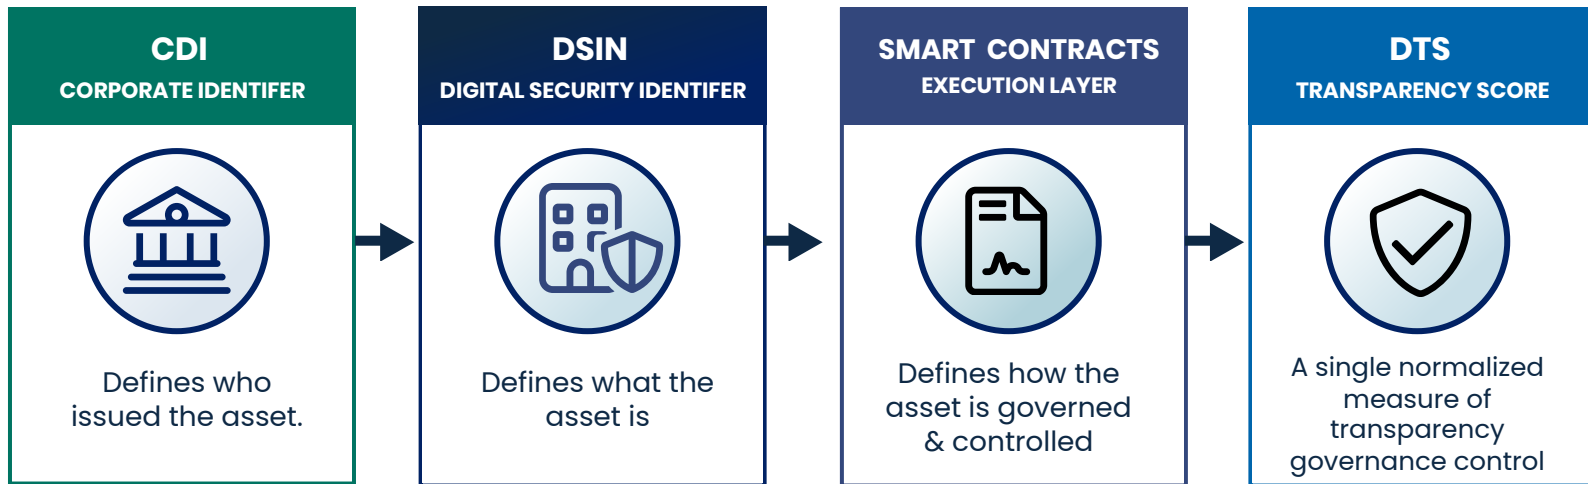 CDI
CORPORATE IDENTIFER
Defines who
issued the asset.
DSIN
DIGITAL SECURITY IDENTIFER
Defines what the
asset is
SMART CONTRACTS
EXECUTION LAYER
Defines how the
asset is governed
& controlled
DTS
TRANSPARENCY SCORE
A single normalized
measure of
transparency
governance control